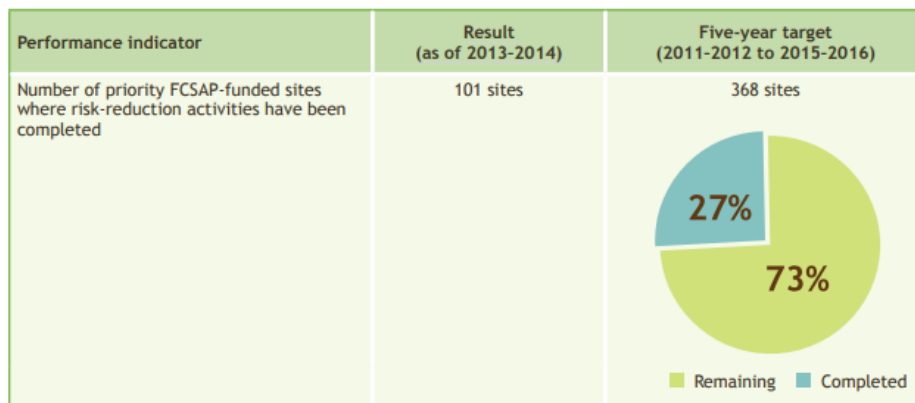 Performance indicator
Result
(as of 2013-2014)
Five-year target
(2011-2012 to 2015-2016)
Number of priority FCSAP-funded sites
where risk-reduction activities have been
completed
101 sites
368 sites
27%
73%
Remaining
Completed